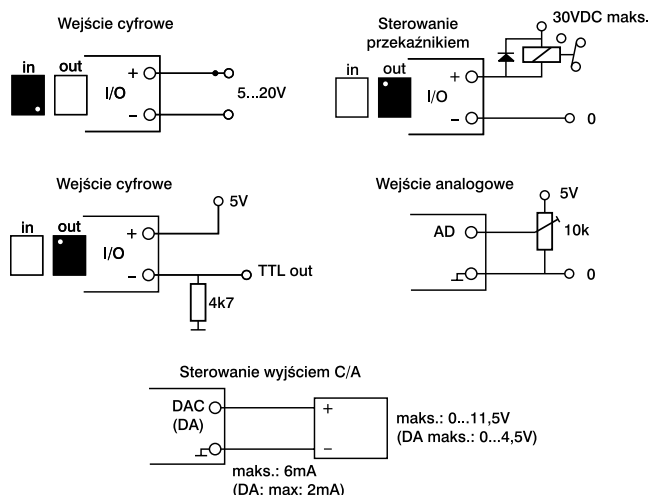 Wejście cyfrowe
in out
I/O
+
−
5...20V
Sterowanie
przekaźnikiem
30VDC maks.
in out
I/O
+
−
0
Wejście cyfrowe
in out
I/O
+
−
5V
TTL out
4k7
Wejście analogowe
5V
AD
10k
0
Sterowanie wyjściem C/A
DAC
(DA)
+
−
maks.: 0...11,5V
(DA maks.: 0...4,5V)
maks.: 6mA
(DA: max: 2mA)